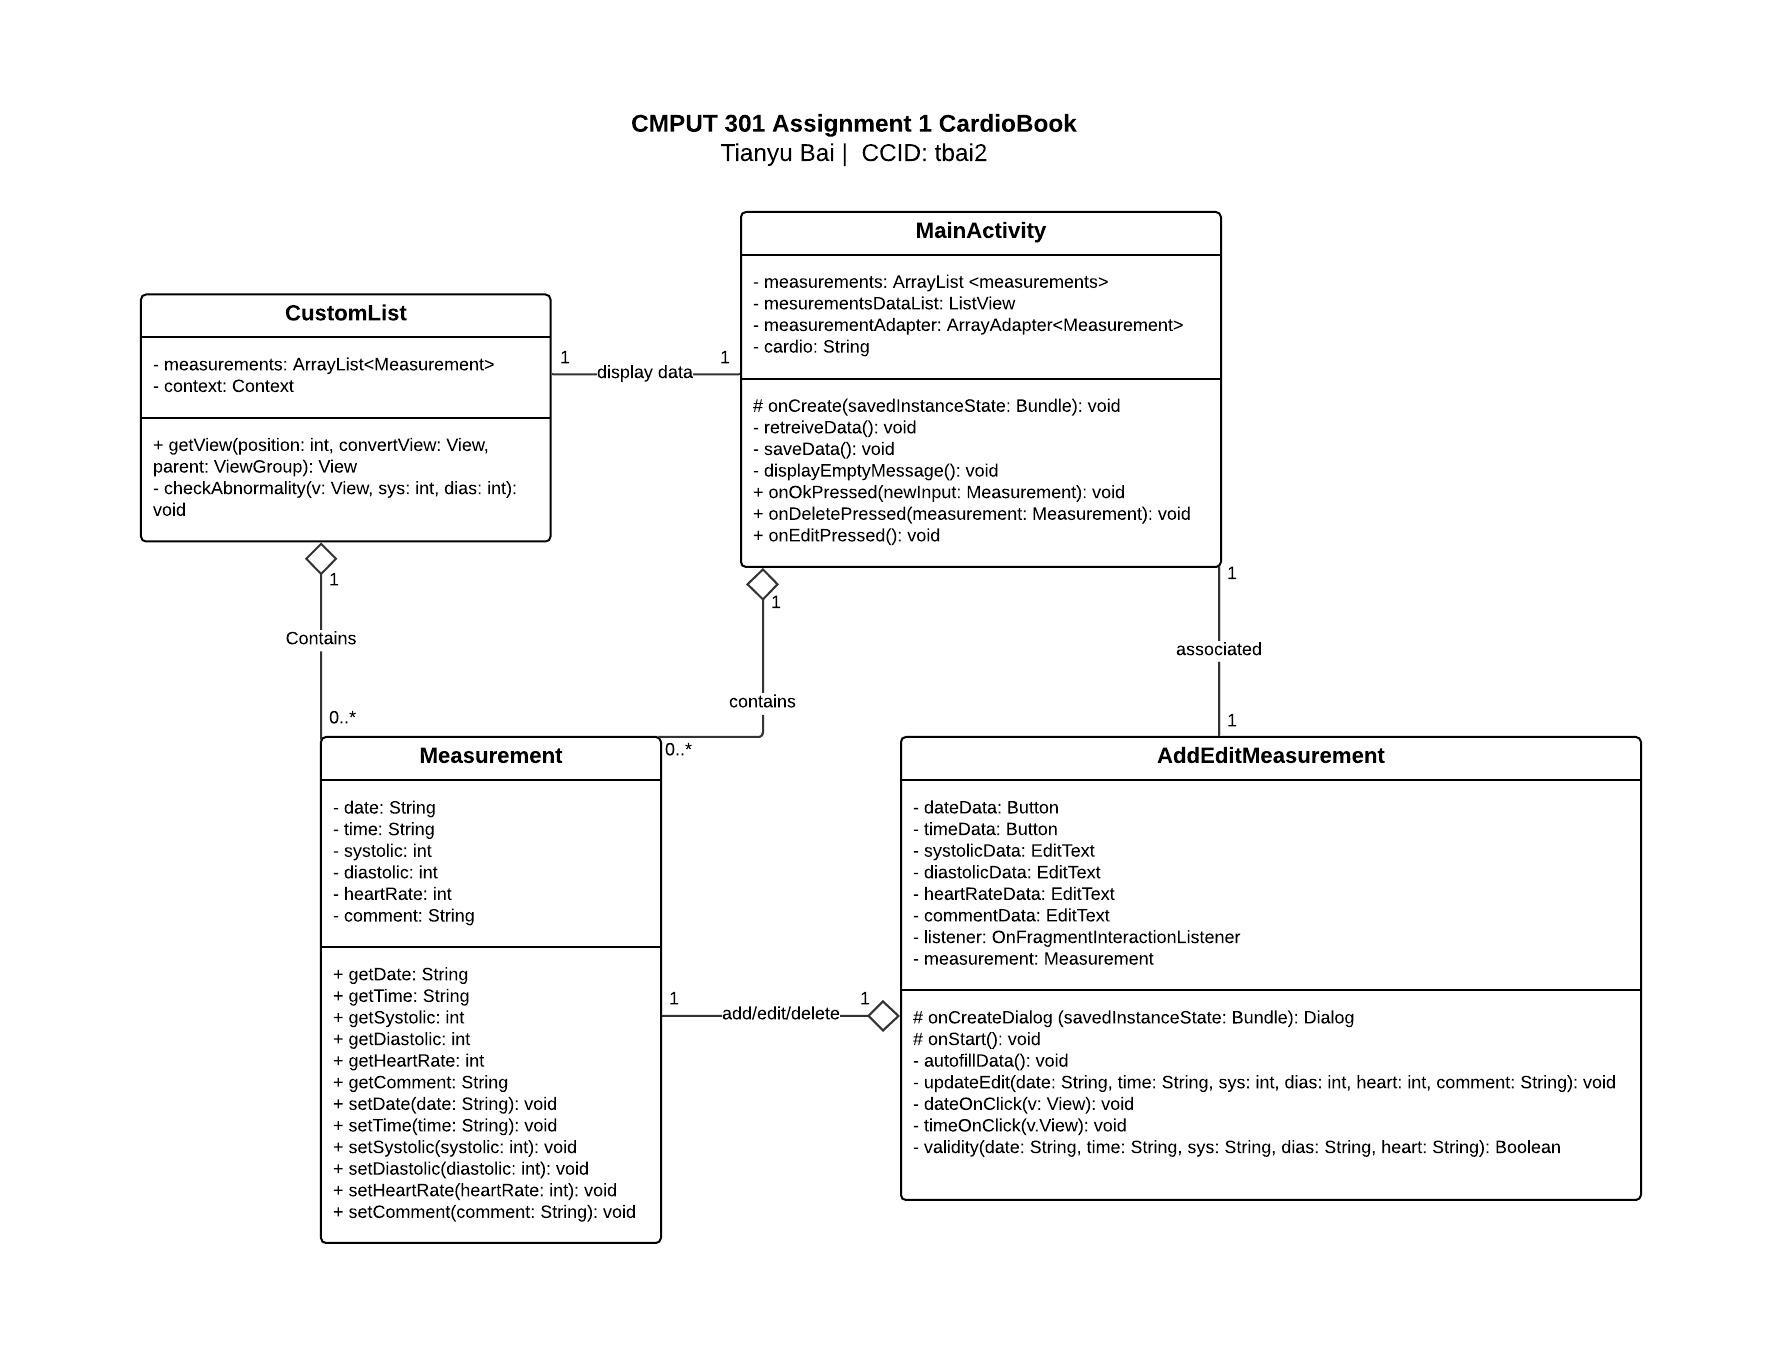 CMPUT 301 Assignment 1 CardioBook
Tianyu Bai |  CCID: tbai2
MainActivity
- measurements: ArrayList <measurements>
- mesurementsDataList: ListView
- measurementAdapter: ArrayAdapter<Measurement>
- cardio: String
# onCreate(savedInstanceState: Bundle): void
- retreiveData(): void
- saveData(): void
- displayEmptyMessage(): void
+ onOkPressed(newInput: Measurement): void
+ onDeletePressed(measurement: Measurement): void
+ onEditPressed(): void
CustomList
- measurements: ArrayList<Measurement>
- context: Context
+ getView(position: int, convertView: View,
parent: ViewGroup): View
- checkAbnormality(v: View, sys: int, dias: int):
void
1
display data
1
1
Contains
0..*
1
contains
0..*
1
associated
1
Measurement
- date: String
- time: String
- systolic: int
- diastolic: int
- heartRate: int
- comment: String
+ getDate: String
+ getTime: String
+ getSystolic: int
+ getDiastolic: int
+ getHeartRate: int
+ getComment: String
+ setDate(date: String): void
+ setTime(time: String): void
+ setSystolic(systolic: int): void
+ setDiastolic(diastolic: int): void
+ setHeartRate(heartRate: int): void
+ setComment(comment: String): void
1
add/edit/delete
1
AddEditMeasurement
- dateData: Button
- timeData: Button
- systolicData: EditText
- diastolicData: EditText
- heartRateData: EditText
- commentData: EditText
- listener: OnFragmentInteractionListener
- measurement: Measurement
# onCreateDialog (savedInstanceState: Bundle): Dialog
# onStart(): void
- autofillData(): void
- updateEdit(date: String, time: String, sys: int, dias: int, heart: int, comment: String): void
- dateOnClick(v: View): void
- timeOnClick(v.View): void
- validity(date: String, time: String, sys: String, dias: String, heart: String): Boolean